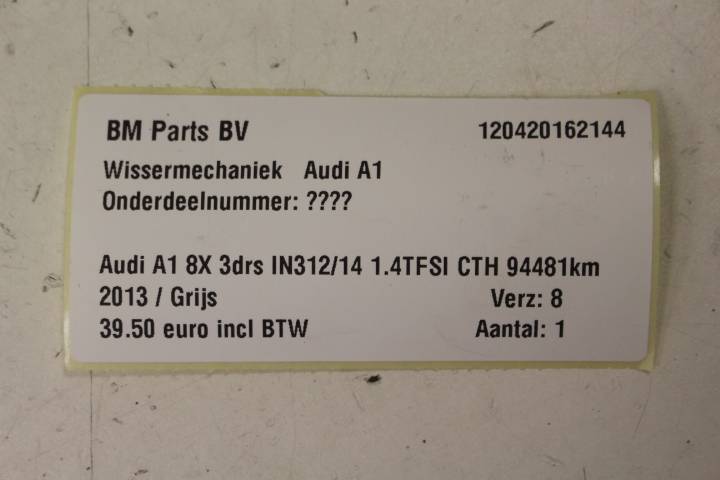 BM Parts BV 120420162144
Wissermechaniek Audi A1
Onderdeelnummer: ????
Audi A1 8X 3drs IN312/14 1.4TFSI CTH 94481km
2013 / Grijs Verz: 8
39.50 euro incl BTW Aantal: 1